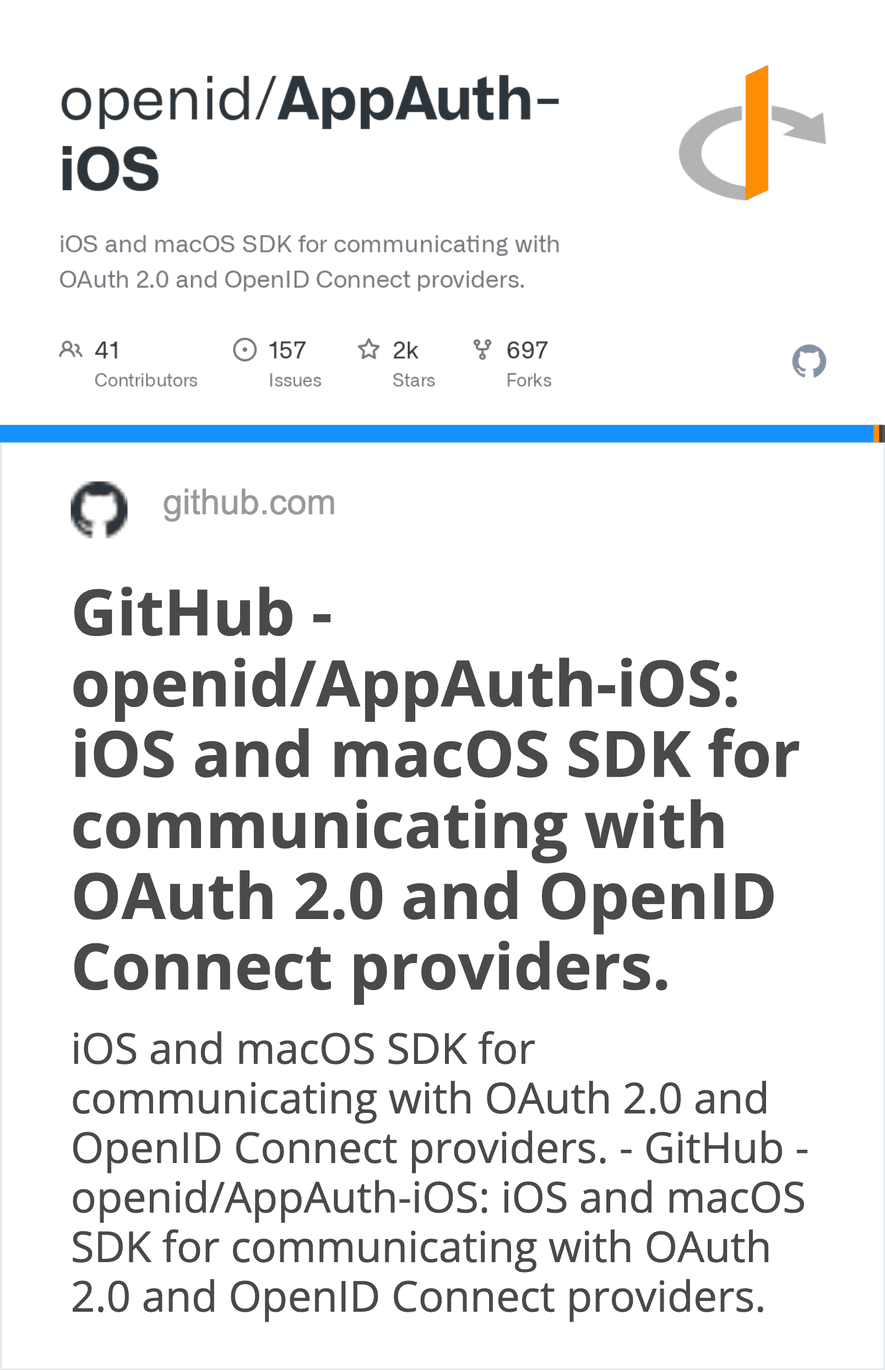 openid/AppAuth-
iOS
iOS and macOS SDK for communicating with
OAuth 2.0 and OpenID Connect providers.
41 157 2k 697
Contributors Issues Stars Forks
github.com
GitHub -
openid/AppAuth-iOS:
iOS and macOS SDK for
communicating with
OAuth 2.0 and OpenID
Connect providers.
iOS and macOS SDK for
communicating with OAuth 2.0 and
OpenID Connect providers. - GitHub -
openid/AppAuth-iOS: iOS and macOS
SDK for communicating with OAuth
2.0 and OpenID Connect providers.